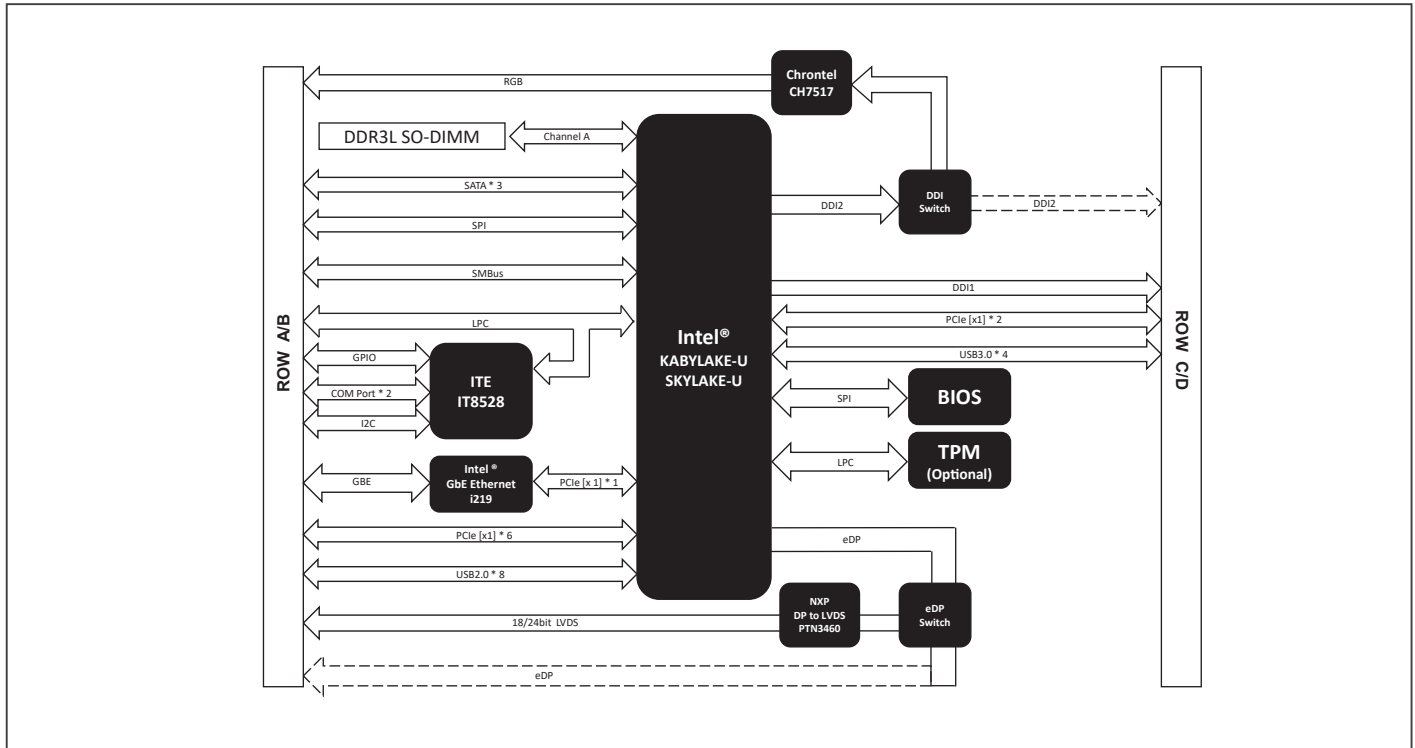 Chrontel
CH7517
RGB
DDR3L SO-DIMM
Channel A
SATA * 3
DDI
Switch
DDI2
DDI2
SPI
SMBus
DDI1
LPC
PCIe [x1] * 2
ROW A/B
Intel®
KABYLAKE-U
SKYLAKE-U
ROW C/D
GPIO
USB3.0 * 4
ITE
IT8528
COM Port * 2
SPI
BIOS
I2C
TPM
(Optional)
LPC
Intel ®
GbE Ethernet
i219
GBE
PCIe [x 1] * 1
PCIe [x1] * 6
eDP
USB2.0 * 8
NXP
DP to LVDS
PTN3460
eDP
Switch
18/24bit LVDS
eDP